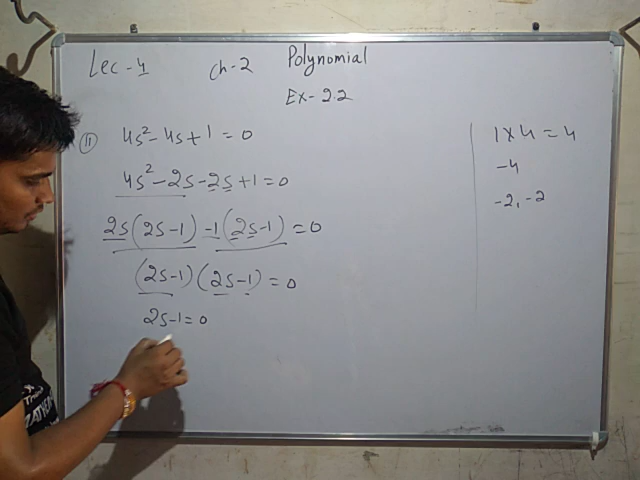 Lec-4 Ch-2 Polynomial
Ex-2.2
(ii) 4s² - 4s + 1 = 0
4s² - 2s - 2s + 1 = 0
2s(2s-1) -1(2s-1) = 0
(2s-1)(2s-1) = 0
2s-1=0
1×4 = 4
-4
-2, -2